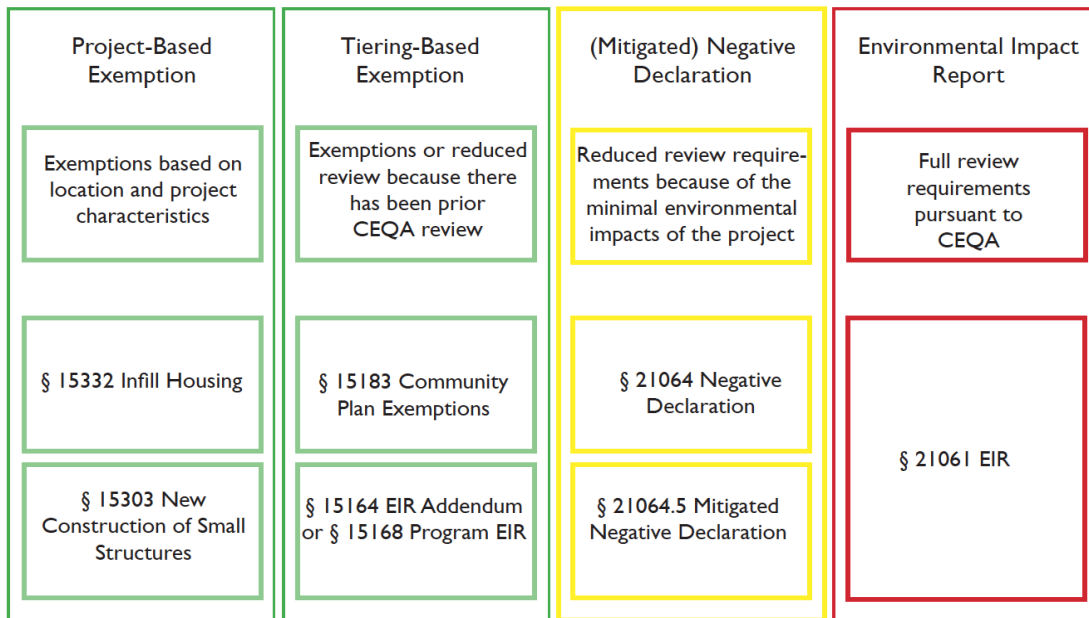 Project-Based
Exemption
Exemptions based on
location and project
characteristics
§ 15332 Infill Housing
§ 15303 New
Construction of Small
Structures
Tiering-Based
Exemption
Exemptions or reduced
review because there
has been prior
CEQA review
§ 15183 Community
Plan Exemptions
§ 15164 EIR Addendum
or § 15168 Program EIR
(Mitigated) Negative
Declaration
Reduced review require-
ments because of the
minimal environmental
impacts of the project
§ 21064 Negative
Declaration
§ 21064.5 Mitigated
Negative Declaration
Environmental Impact
Report
Full review
requirements
pursuant to
CEQA
§ 21061 EIR